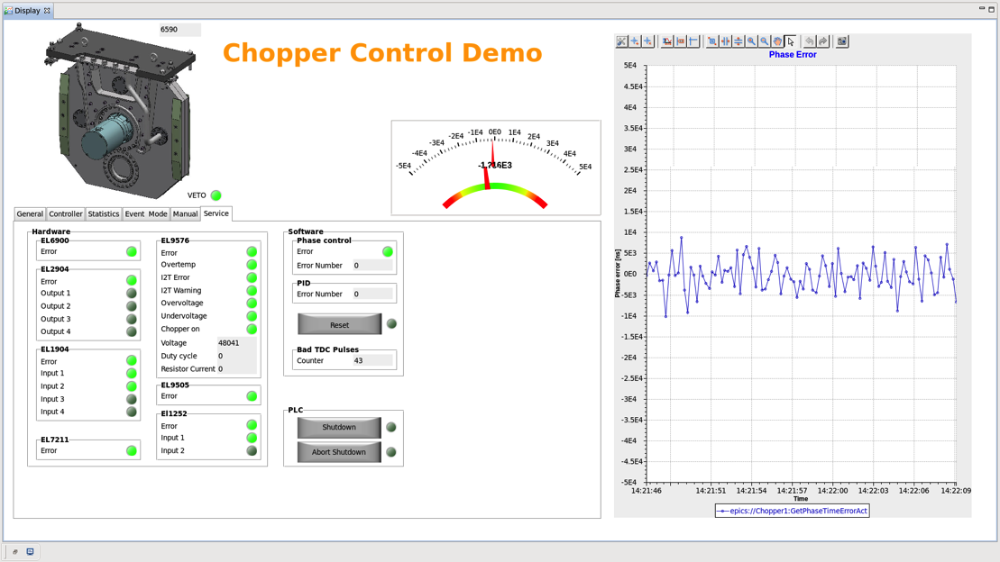 Display
6590
Chopper Control Demo
VETO
-5E4 -4E4 -3E4 -2E4 -1E4 0E0 1E4 2E4 3E4 4E4 5E4
General Controller Statistics Event Mode Manual Service
Hardware
EL6900
Error
EL2904
Error
Output 1
Output 2
Output 3
Output 4
EL1904
Error
Input 1
Input 2
Input 3
Input 4
EL7211
Error
EL9576
Error
Overtemp
I2T Error
I2T Warning
Overvoltage
Undervoltage
Chopper on
Voltage 48041
Duty cycle 0
Resistor Current 0
EL9505
Error
El1252
Error
Input 1
Input 2
Software
Phase control
Error
Error Number 0
PID
Error Number 0
Reset
Bad TDC Pulses
Counter 43
PLC
Shutdown
Abort Shutdown
Phase Error
5E4
4.5E4
4E4
3.5E4
3E4
2.5E4
2E4
1.5E4
1E4
5E3
0E0
-5E3
-1E4
-1.5E4
-2E4
-2.5E4
-3E4
-3.5E4
-4E4
-4.5E4
-5E4
Phase error [ns]
14:21:46 14:21:51 14:21:54 14:21:57 14:22:00 14:22:03 14:22:06 14:22:09
Time
epics://Chopper1:GetPhaseTimeErrorAct